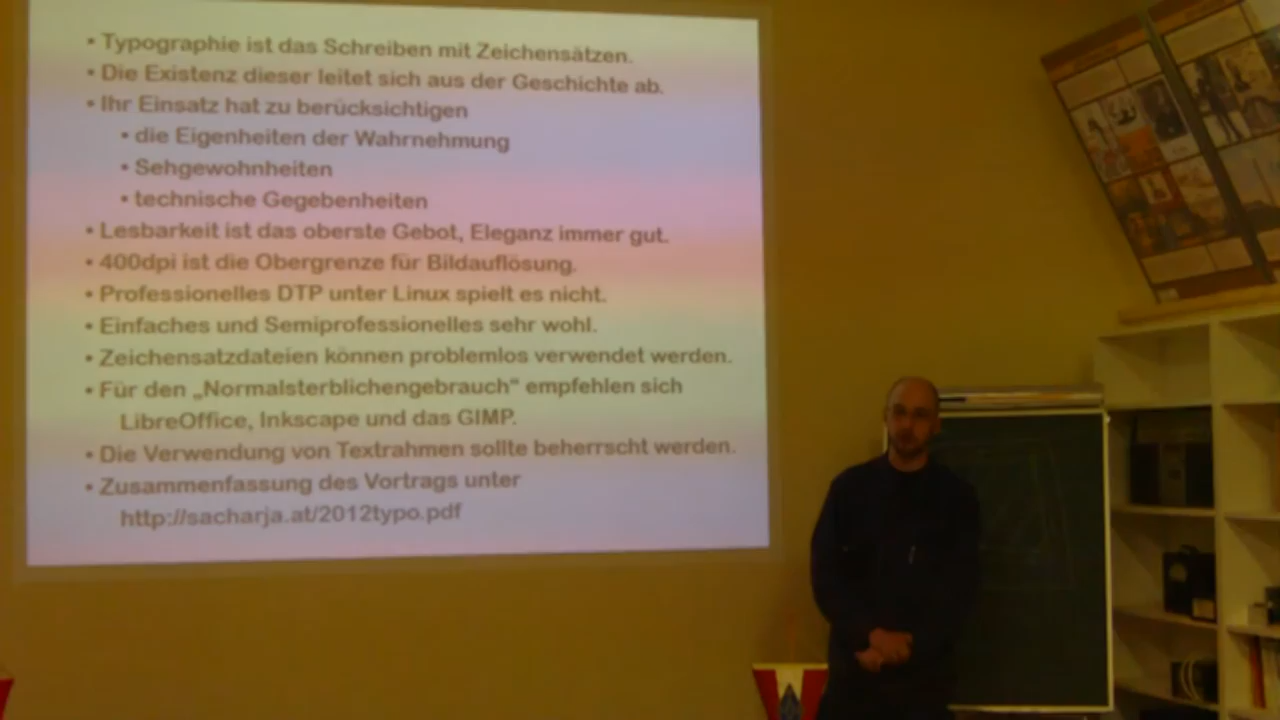 • Typographie ist das Schreiben mit Zeichensätzen.
• Die Existenz dieser leitet sich aus der Geschichte ab.
• Ihr Einsatz hat zu berücksichtigen
• die Eigenheiten der Wahrnehmung
• Sehgewohnheiten
• technische Gegebenheiten
• Lesbarkeit ist das oberste Gebot, Eleganz immer gut.
• 400dpi ist die Obergrenze für Bildauflösung.
• Professionelles DTP unter Linux spielt es nicht.
• Einfaches und Semiprofessionelles sehr wohl.
• Zeichensatzdateien können problemlos verwendet werden.
• Für den „Normalsterblichengebrauch“ empfehlen sich
LibreOffice, Inkscape und das GIMP.
• Die Verwendung von Textrahmen sollte beherrscht werden.
• Zusammenfassung des Vortrags unter
http://sacharja.at/2012typo.pdf